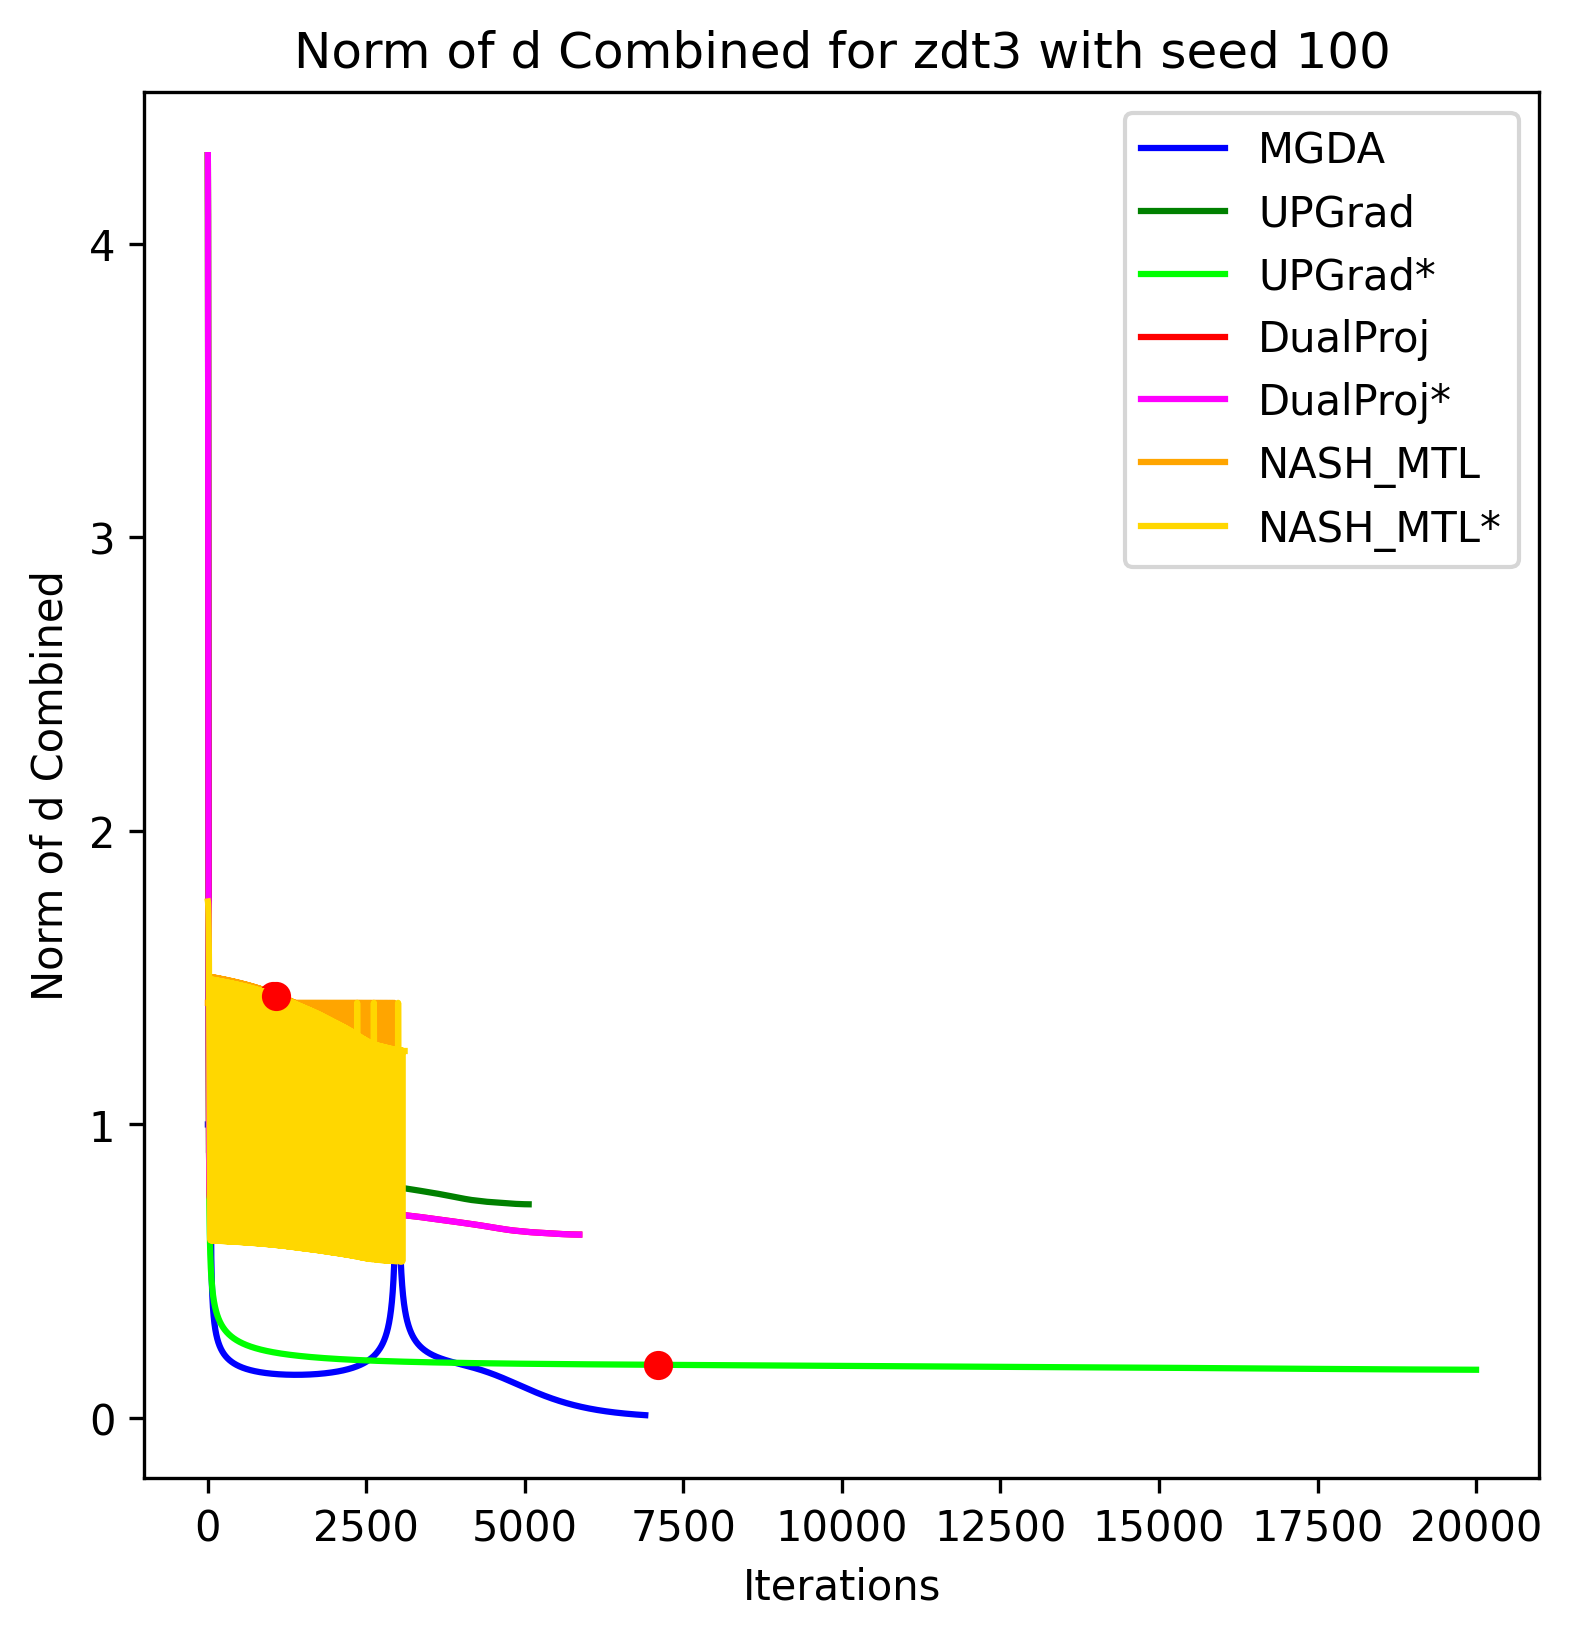 Norm of d Combined for zdt3 with seed 100
MGDA
UPGrad
UPGrad*
DualProj
DualProj*
NASH_MTL
NASH_MTL*
Norm of d Combined
4
3
2
1
0
0 2500 5000 7500 10000 12500 15000 17500 20000
Iterations